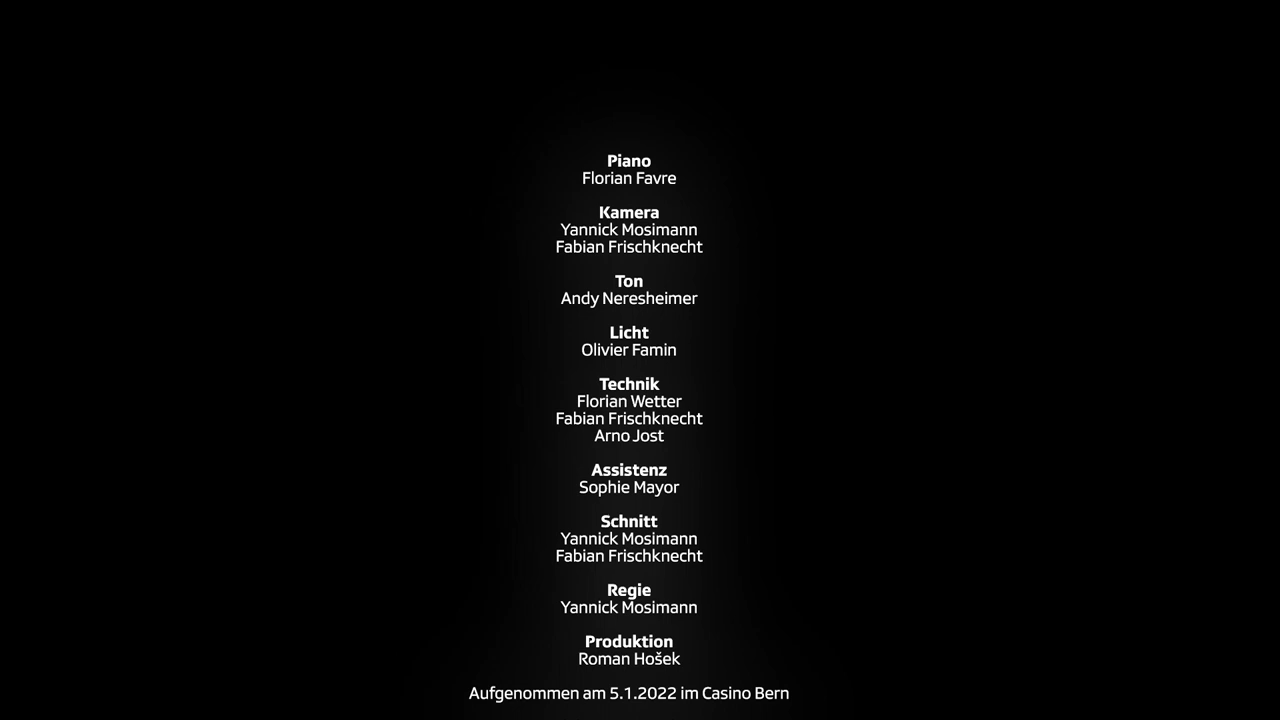 Piano
Florian Favre
Kamera
Yannick Mosimann
Fabian Frischknecht
Ton
Andy Neresheimer
Licht
Olivier Famin
Technik
Florian Wetter
Fabian Frischknecht
Arno Jost
Assistenz
Sophie Mayor
Schnitt
Yannick Mosimann
Fabian Frischknecht
Regie
Yannick Mosimann
Produktion
Roman Hošek
Aufgenommen am 5.1.2022 im Casino Bern